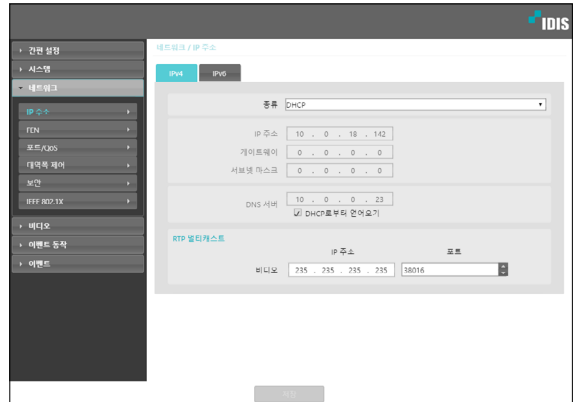 IDIS
간편 설정
시스템
네트워크
IP 주소
FEN
포트/QoS
대역폭 제어
보안
IEEE 802.1X
비디오
이벤트 동작
이벤트
네트워크 / IP 주소
IPv4 IPv6
종류 DHCP
IP 주소 10 . 0 . 18 . 142
게이트웨이 0 . 0 . 0 . 0
서브넷 마스크 0 . 0 . 0 . 0
DNS 서버 10 . 0 . 0 . 23
DHCP로부터 얻어오기
RTP 멀티캐스트
IP 주소 포트
비디오 235 . 235 . 235 . 235 38016
저장